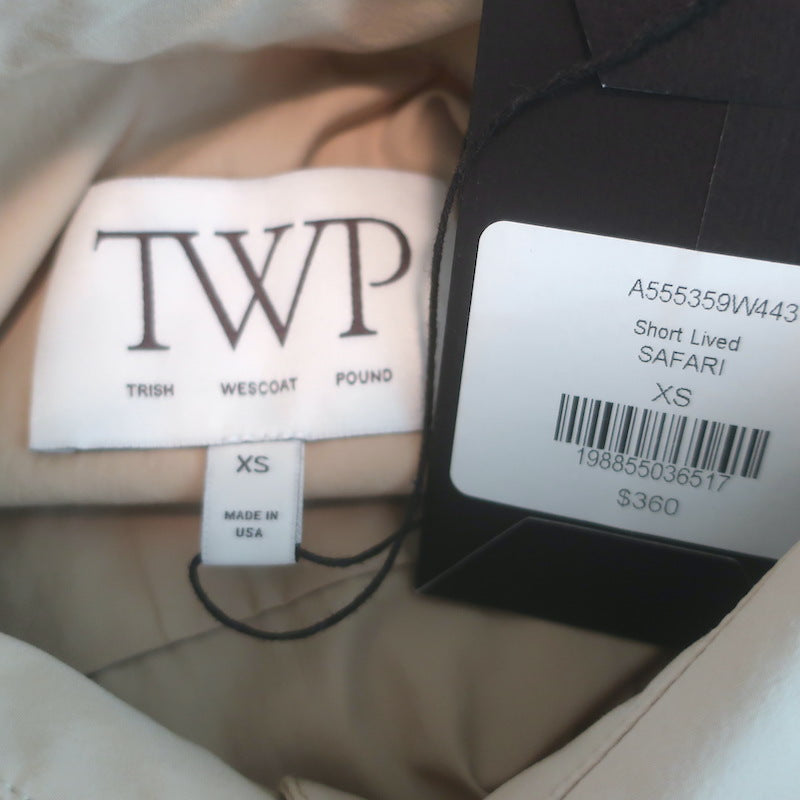 TWP
TRISH WESCOAT POUND
XS
MADE IN
USA
A555359W443
Short Lived
SAFARI
XS
198855036517
$360